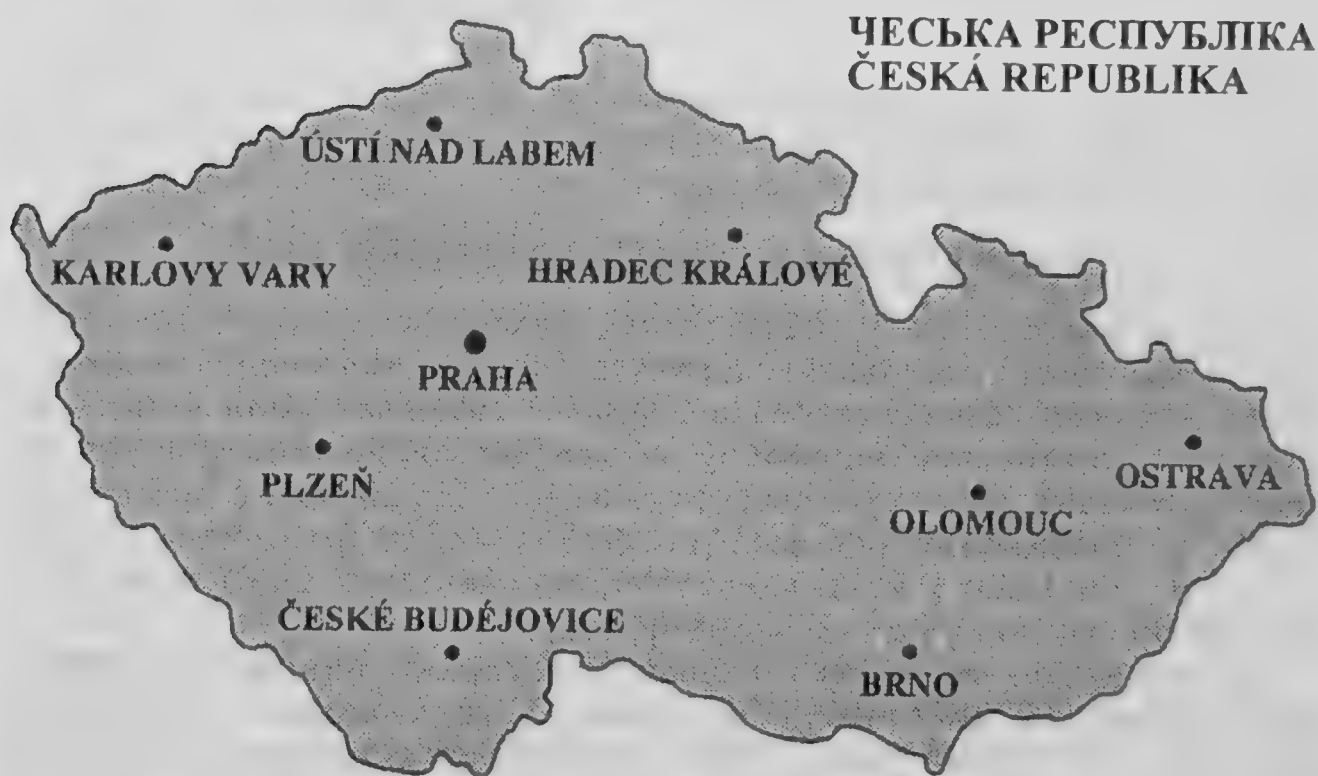 ЧЕСЬКА РЕСПУБЛІКА
ČESKÁ REPUBLIKA
ÚSTÍ NAD LABEM
KARLOVY VARY
HRADEC KRÁLOVÉ
PRAHA
PLZEŇ
OSTRAVA
OLOMOUC
ČESKÉ BUDĚJOVICE
BRNO